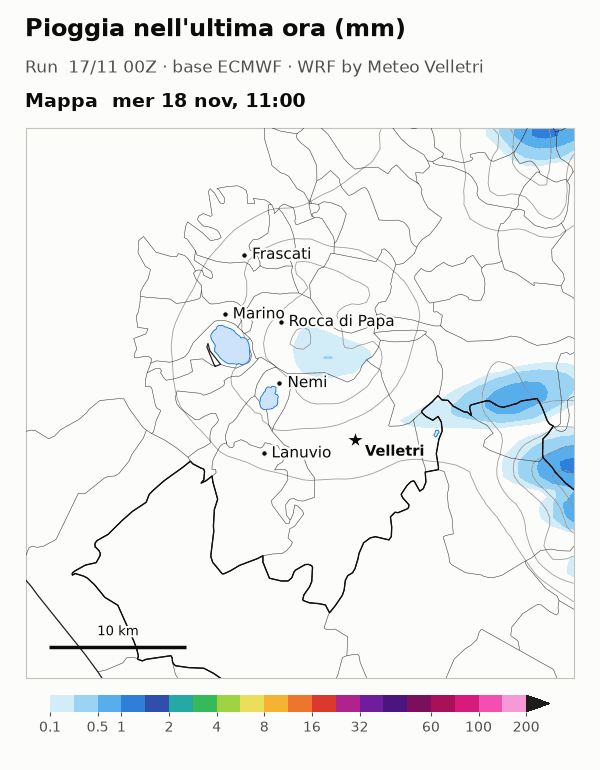 Pioggia nell'ultima ora (mm)
Run  17/11 00Z · base ECMWF · WRF by Meteo Velletri
Mappa  mer 18 nov, 11:00
Frascati
Marino
Rocca di Papa
Nemi
Velletri
Lanuvio
10 km
0.1 0.5 1 2 4 8 16 32 60 100 200